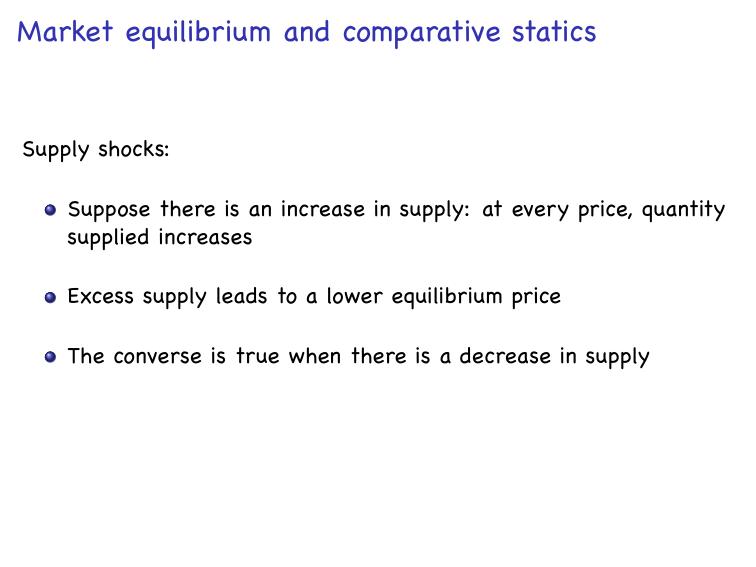 Market equilibrium and comparative statics
Supply shocks:
Suppose there is an increase in supply: at every price, quantity
supplied increases
Excess supply leads to a lower equilibrium price
The converse is true when there is a decrease in supply